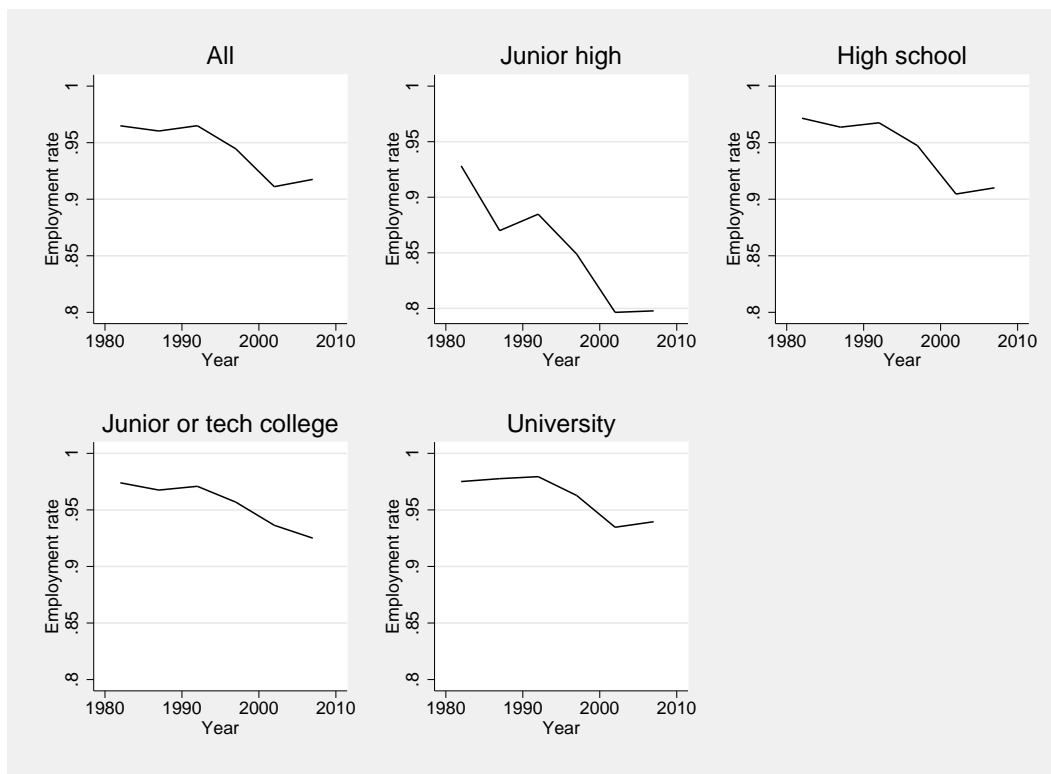 All
Employment rate
1
.95
.9
.85
.8
1980 1990 2000 2010
Year
Junior high
Employment rate
1
.95
.9
.85
.8
1980 1990 2000 2010
Year
High school
Employment rate
1
.95
.9
.85
.8
1980 1990 2000 2010
Year
Junior or tech college
Employment rate
1
.95
.9
.85
.8
1980 1990 2000 2010
Year
University
Employment rate
1
.95
.9
.85
.8
1980 1990 2000 2010
Year